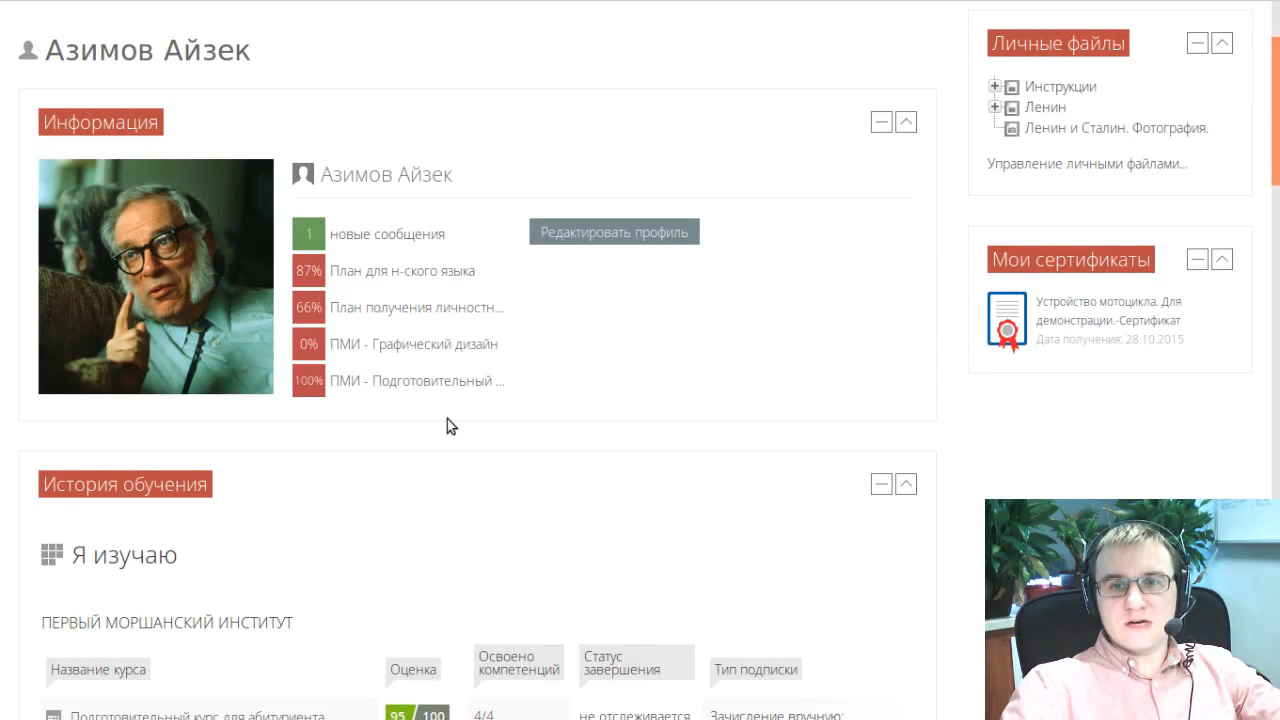 Азимов Айзек
Информация
Азимов Айзек
1 новые сообщения
Редактировать профиль
87% План для н-ского языка
66% План получения личностн...
0% ПМИ - Графический дизайн
100% ПМИ - Подготовительный ...
История обучения
Я изучаю
ПЕРВЫЙ МОРШАНСКИЙ ИНСТИТУТ
Название курса
Оценка
Освоено
компетенций
Статус
завершения
Тип подписки
Подготовительный курс для абитуриента
95 / 100
4/4
не отслеживается
Зачисление вручную:
Личные файлы
Инструкции
Ленин
Ленин и Сталин. Фотография.
Управление личными файлами...
Мои сертификаты
Устройство мотоцикла. Для
демонстрации.-Сертификат
Дата получения: 28.10.2015